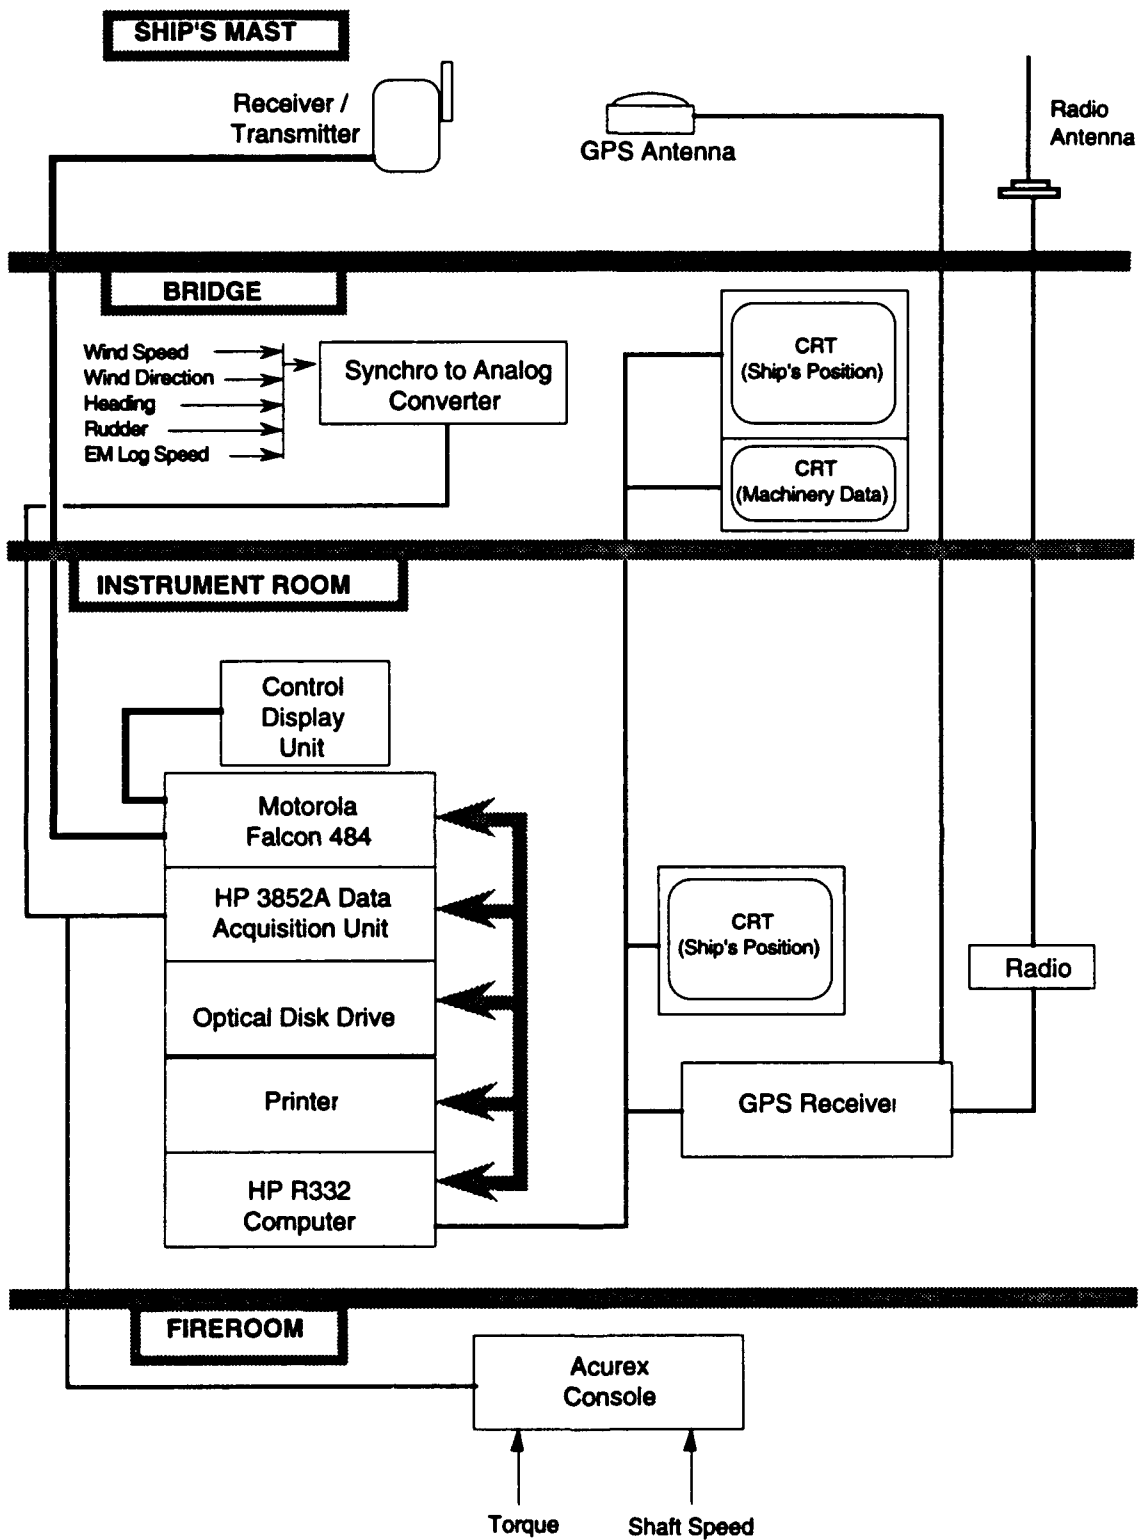 SHIP'S MAST
Receiver /
Transmitter
GPS Antenna
Radio
Antenna
BRIDGE
Wind Speed
Wind Direction
Heading
Rudder
EM Log Speed
Synchro to Analog
Converter
CRT
(Ship's Position)
CRT
(Machinery Data)
INSTRUMENT ROOM
Control
Display
Unit
Motorola
Falcon 484
HP 3852A Data
Acquisition Unit
Optical Disk Drive
Printer
HP R332
Computer
CRT
(Ship's Position)
Radio
GPS Receiver
FIREROOM
Acurex
Console
Torque
Shaft Speed